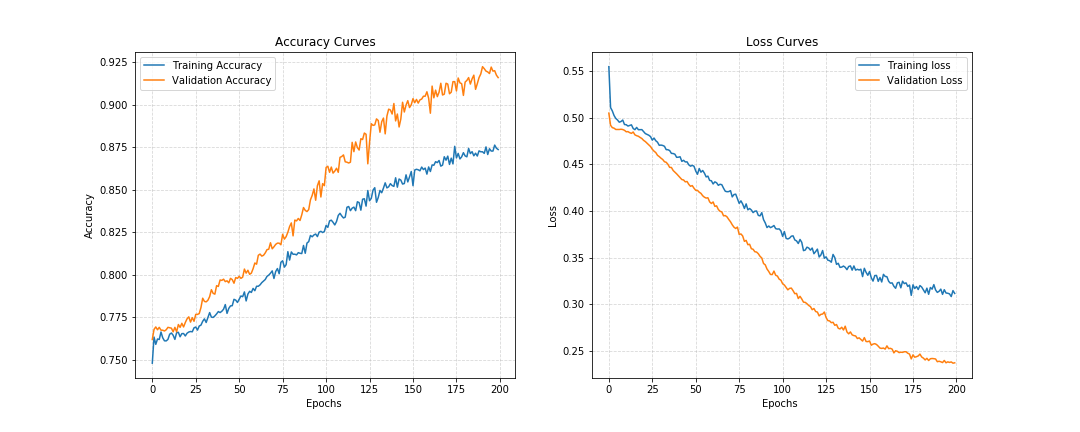 Accuracy Curves
Training Accuracy
Validation Accuracy
0.925
0.900
0.875
0.850
0.825
0.800
0.775
0.750
Accuracy
0 25 50 75 100 125 150 175 200
Epochs
Loss Curves
Training loss
Validation Loss
0.55
0.50
0.45
0.40
0.35
0.30
0.25
Loss
0 25 50 75 100 125 150 175 200
Epochs